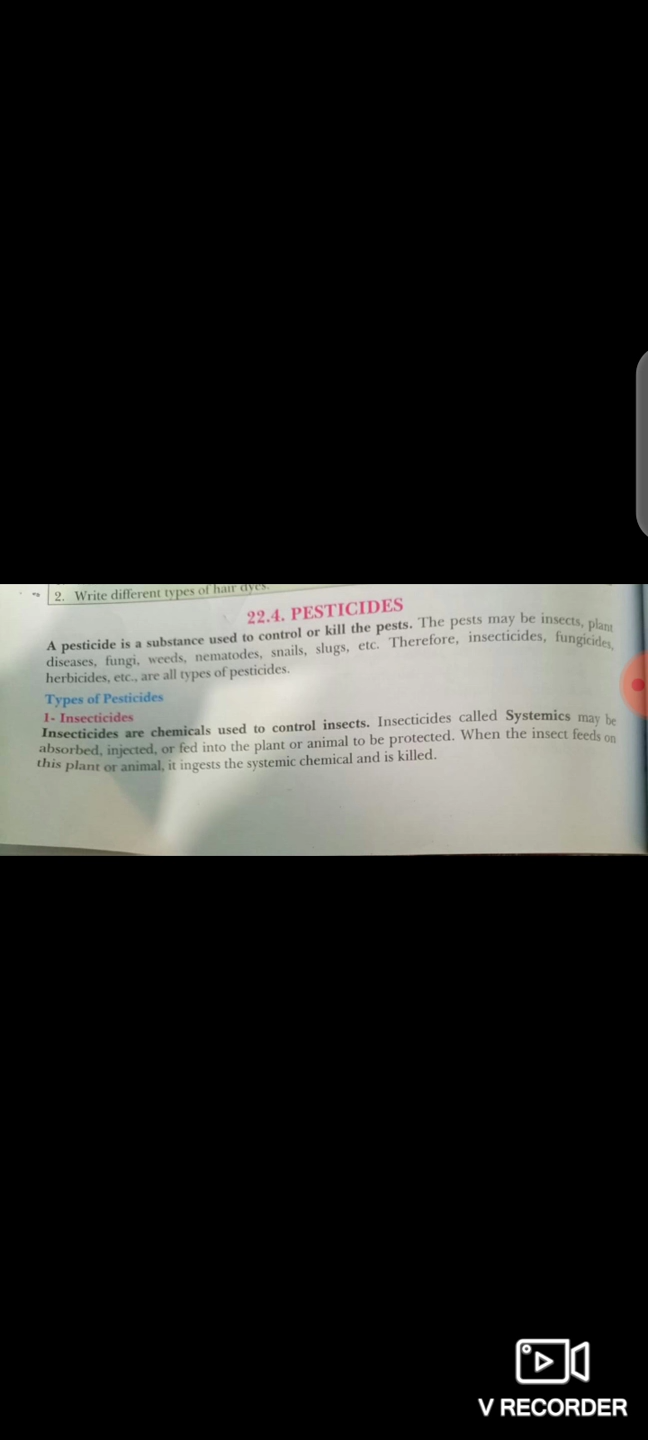 2. Write different types of hair dyes.
22.4. PESTICIDES
A pesticide is a substance used to control or kill the pests. The pests may be insects, plant
diseases, fungi, weeds, nematodes, snails, slugs, etc. Therefore, insecticides, fungicides,
herbicides, etc., are all types of pesticides.
Types of Pesticides
1- Insecticides
Insecticides are chemicals used to control insects. Insecticides called Systemics may be
absorbed, injected, or fed into the plant or animal to be protected. When the insect feeds on
this plant or animal, it ingests the systemic chemical and is killed.
V RECORDER